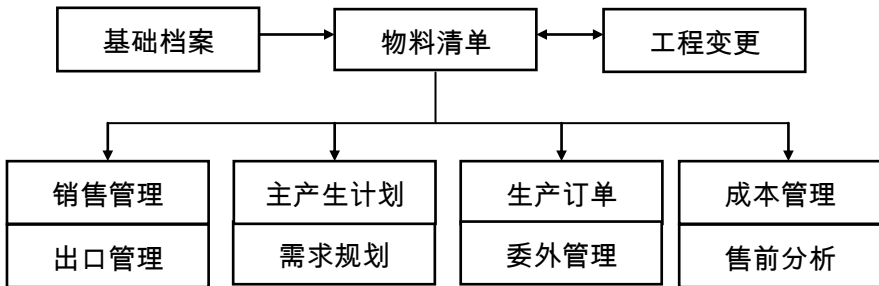 基础档案
物料清单
工程变更
销售管理
主产生计划
生产订单
成本管理
出口管理
需求规划
委外管理
售前分析